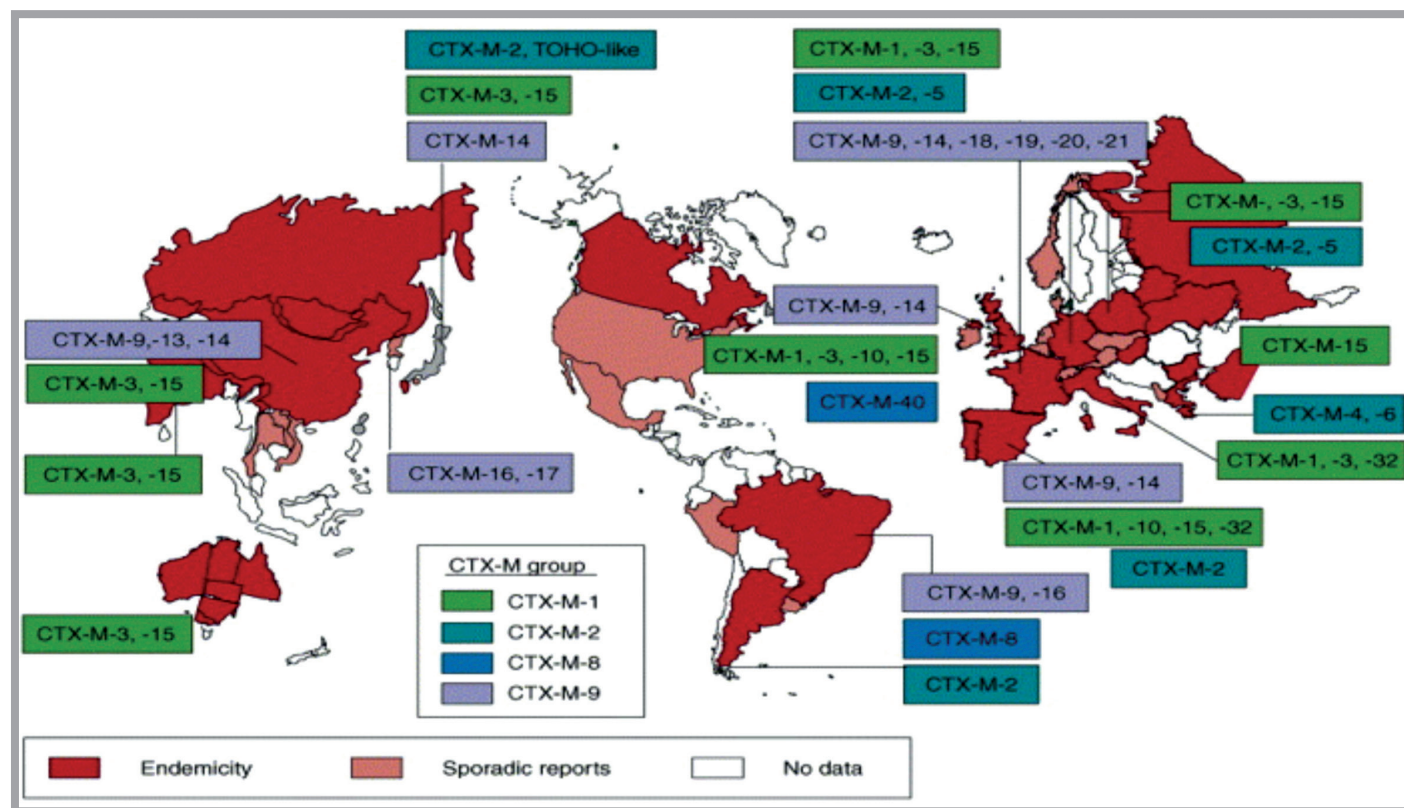 CTX-M-2, TOHO-like
CTX-M-3, -15
CTX-M-14
CTX-M-1, -3, -15
CTX-M-2, -5
CTX-M-9, -14, -18, -19, -20, -21
CTX-M-, -3, -15
CTX-M-2, -5
CTX-M-9,-13, -14
CTX-M-3, -15
CTX-M-3, -15
CTX-M-9, -14
CTX-M-1, -3, -10, -15
CTX-M-40
CTX-M-15
CTX-M-4, -6
CTX-M-1, -3, -32
CTX-M-16, -17
CTX-M-9, -14
CTX-M-1, -10, -15, -32
CTX-M-2
CTX-M-3, -15
CTX-M group
CTX-M-1
CTX-M-2
CTX-M-8
CTX-M-9
CTX-M-9, -16
CTX-M-8
CTX-M-2
Endemicity
Sporadic reports
No data